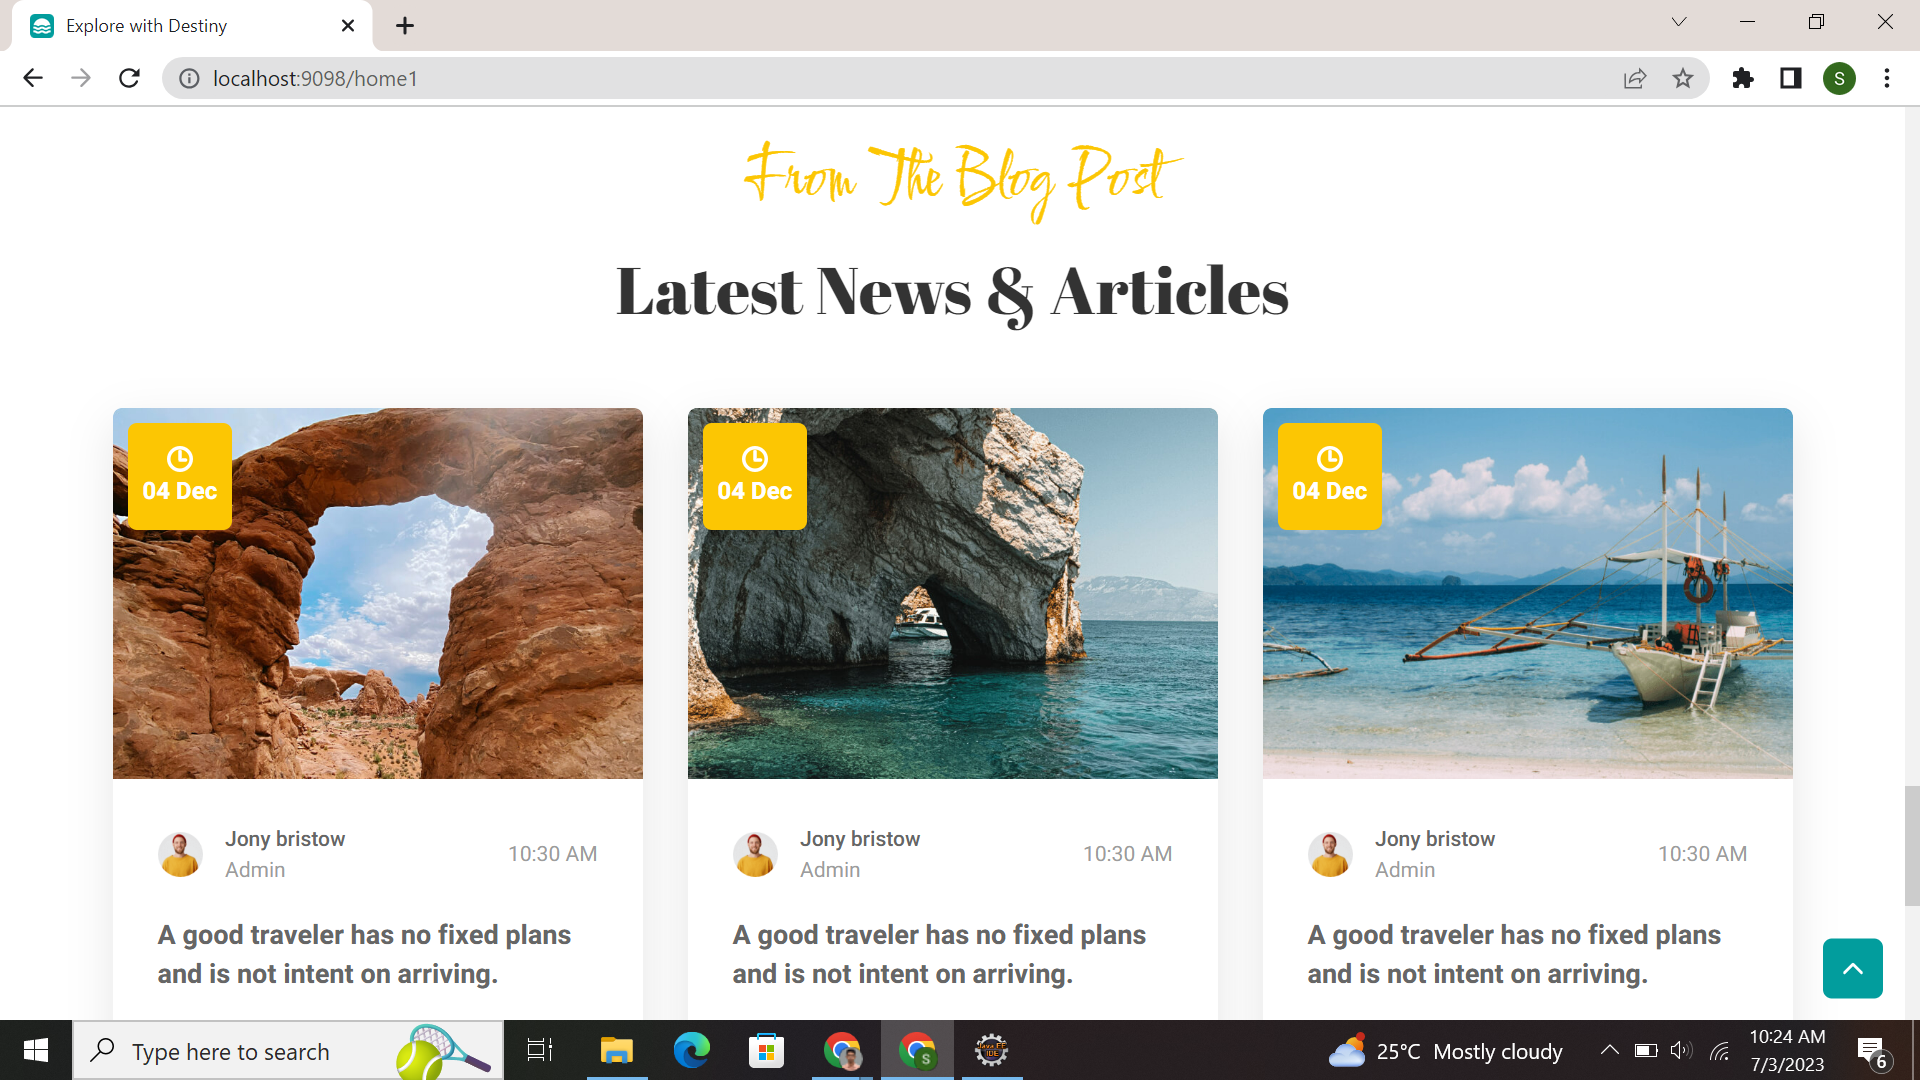 Explore with Destiny
localhost:9098/home1
S
From The Blog Post
Latest News & Articles
04 Dec
04 Dec
04 Dec
Jony bristow
Admin
10:30 AM
Jony bristow
Admin
10:30 AM
Jony bristow
Admin
10:30 AM
A good traveler has no fixed plans
and is not intent on arriving.
A good traveler has no fixed plans
and is not intent on arriving.
A good traveler has no fixed plans
and is not intent on arriving.
Type here to search
S
Java EE
IDE
25°C Mostly cloudy
10:24 AM
7/3/2023
6